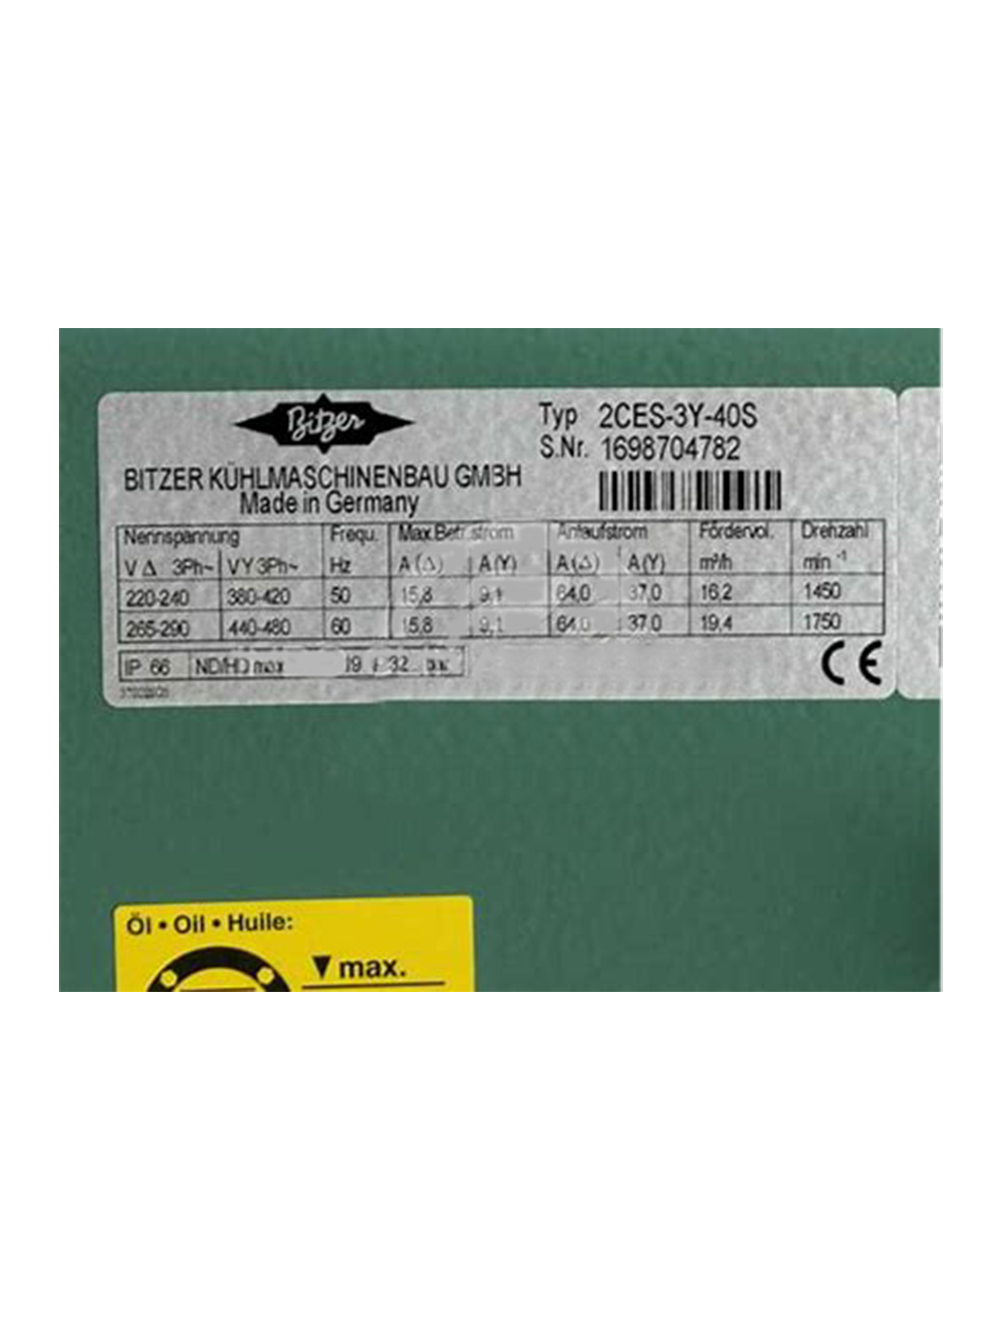 Bitzer
Typ 2CES-3Y-40S
S.Nr. 1698704782
BITZER KÜHLMASCHINENBAU GMBH
Made in Germany
Nennspannung Frequ. Max.Betr.strom Anlaufstrom Fördervol. Drehzahl
V Δ 3Ph~ VY3Ph~ Hz A(Δ) A(Y) A(Δ) A(Y) m³/h min -1
220-240 380-420 50 15,8 9,1 64,0 37,0 16,2 1450
265-290 440-480 60 15,8 9,1 64,0 37,0 19,4 1750
IP 66 ND/HD max 19 / 32
CE
Öl • Oil • Huile:
▼ max.